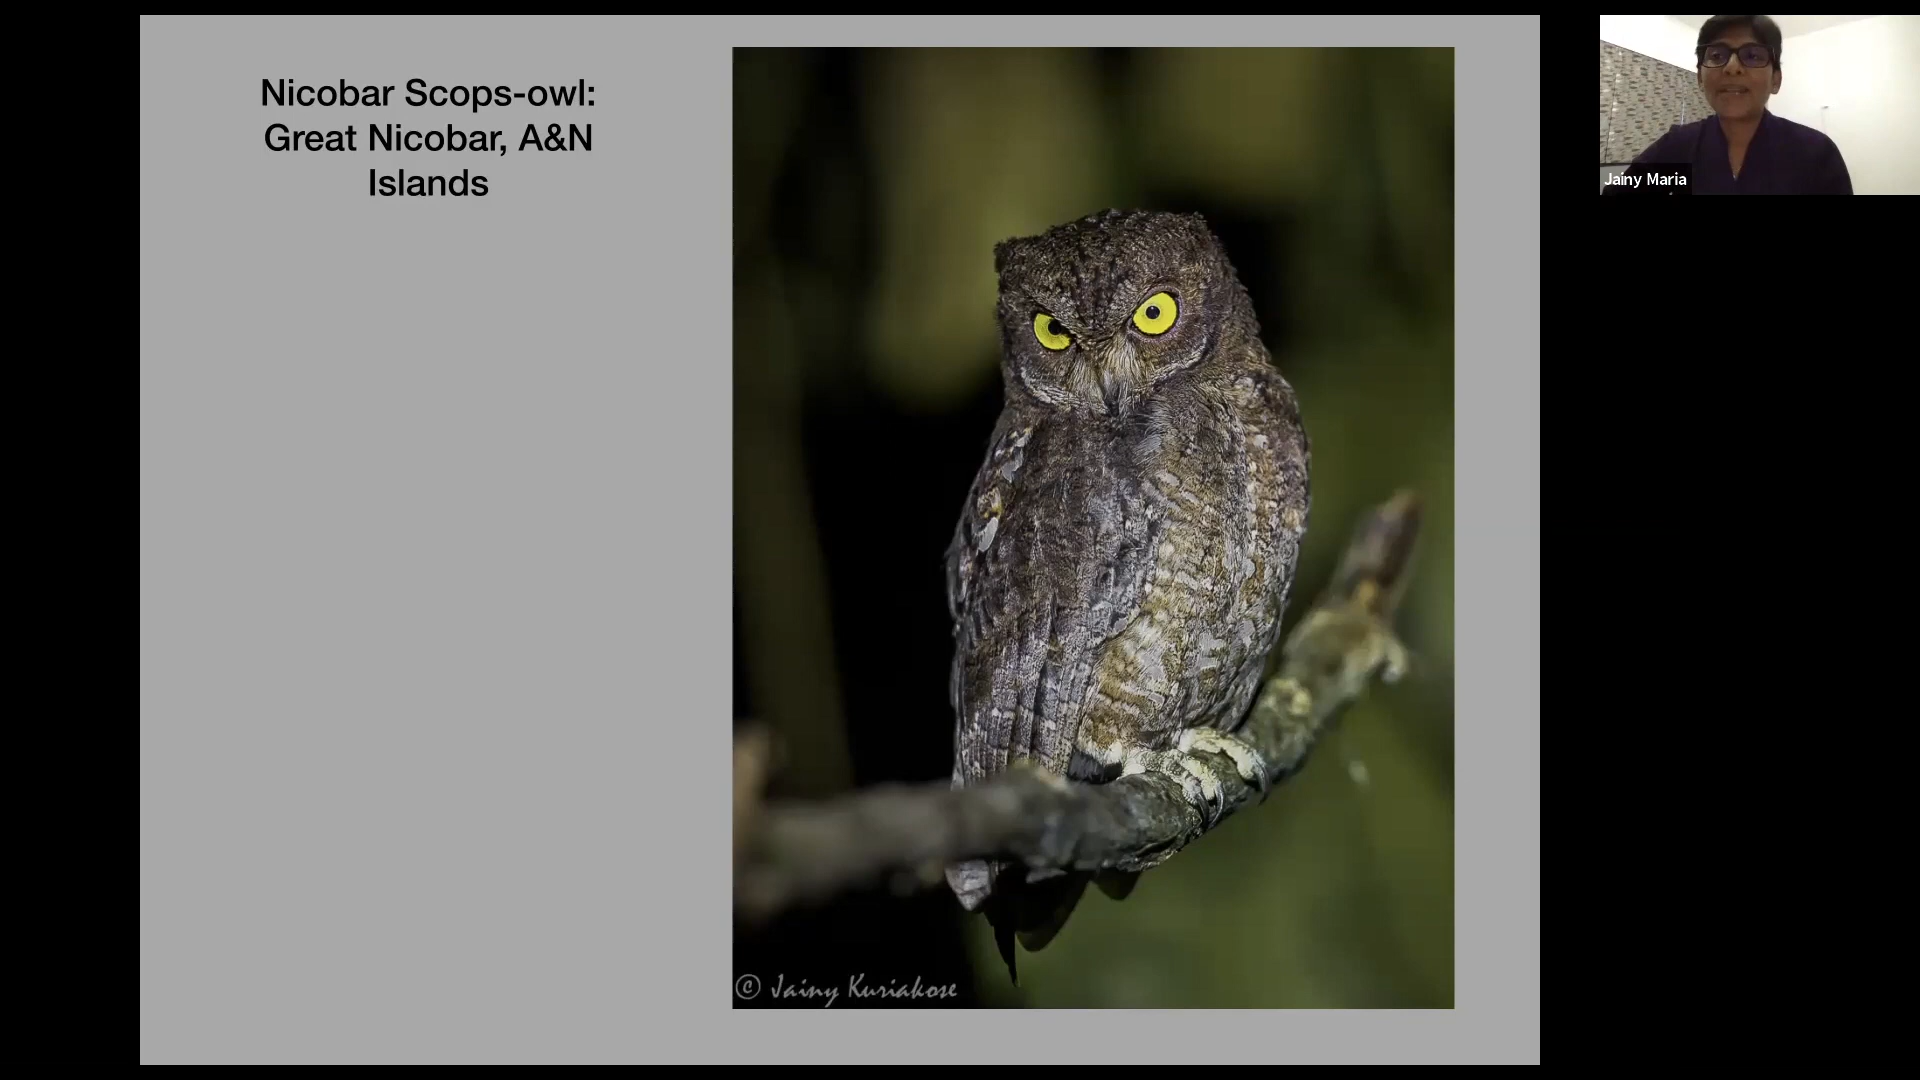 Nicobar Scops-owl:
Great Nicobar, A&N
Islands
Jainy Maria
© Jainy Kuriakose